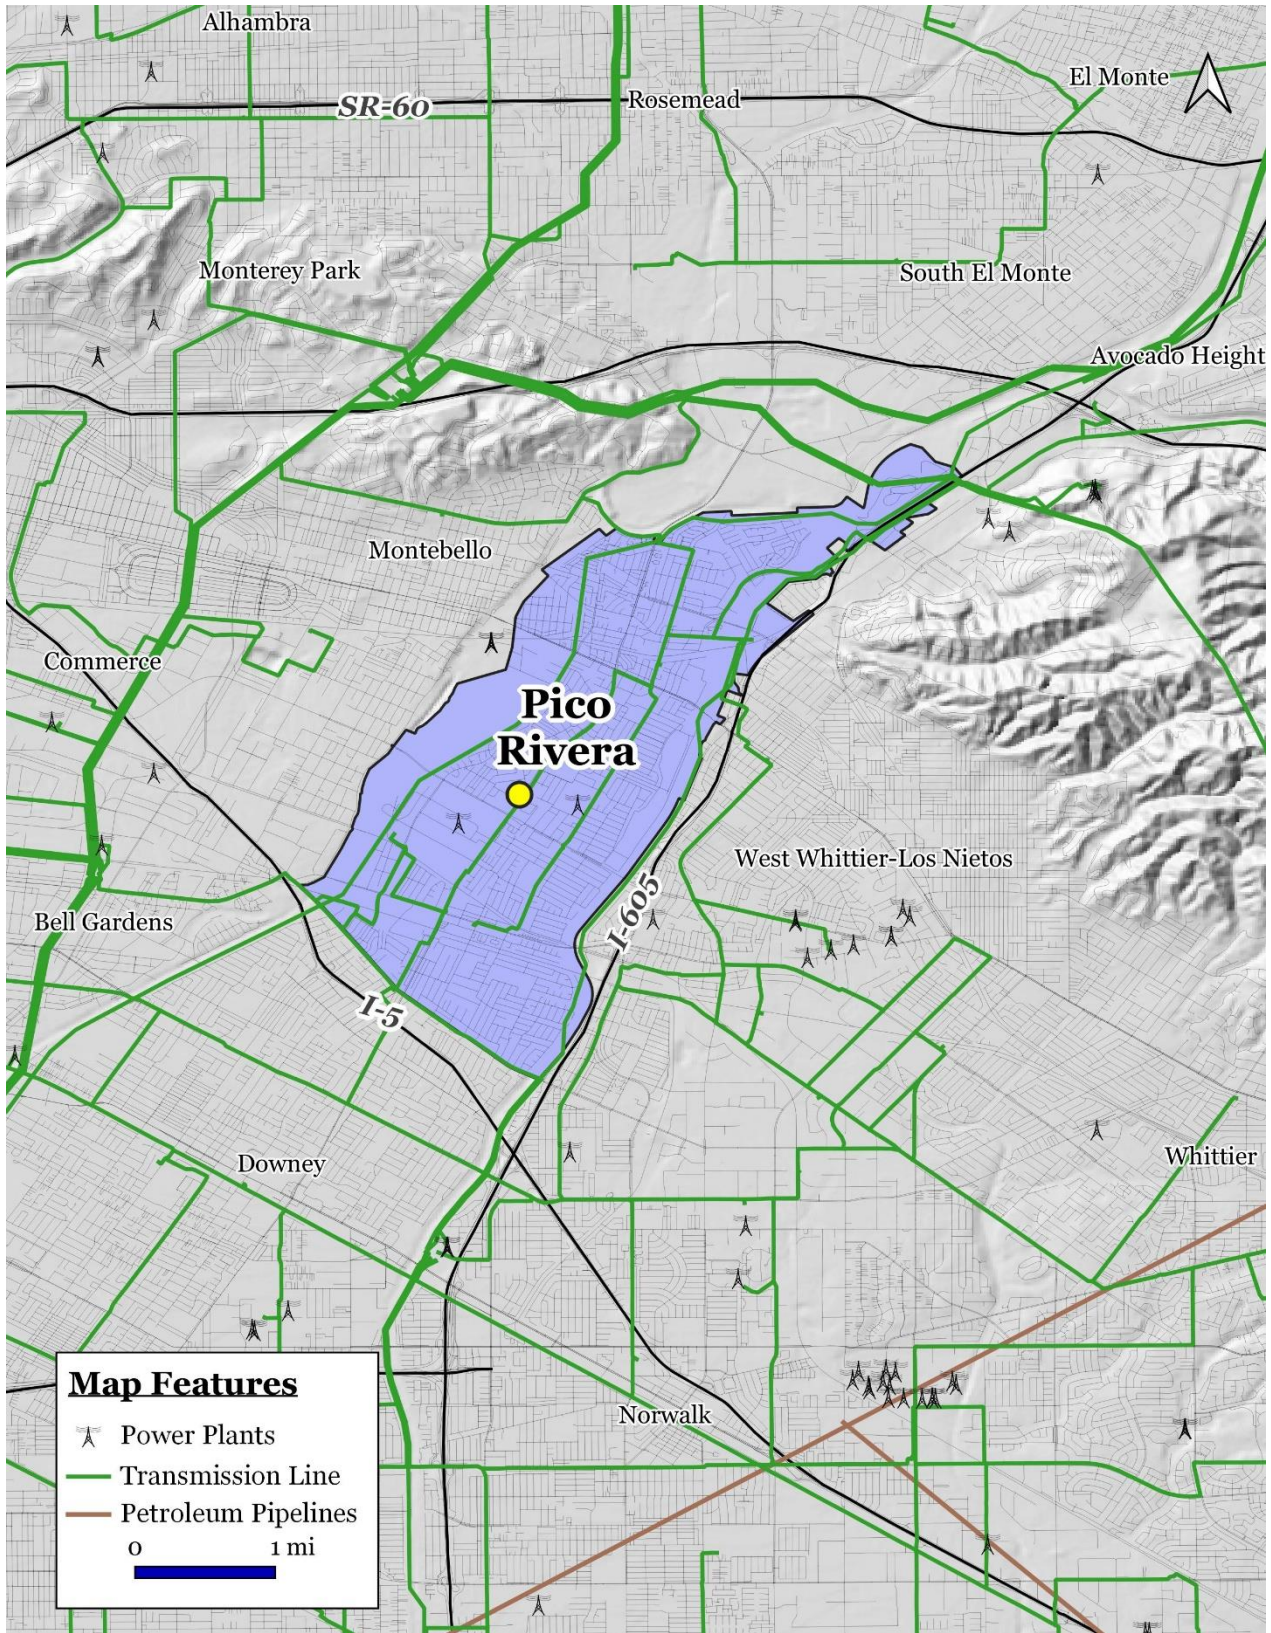 Alhambra
El Monte
SR-60
Rosemead
Monterey Park
South El Monte
Avocado Height
Montebello
Commerce
Pico
Rivera
West Whittier-Los Nietos
I-605
Bell Gardens
I-5
Downey
Whittier
Norwalk
Map Features
Power Plants
Transmission Line
Petroleum Pipelines
0 1 mi